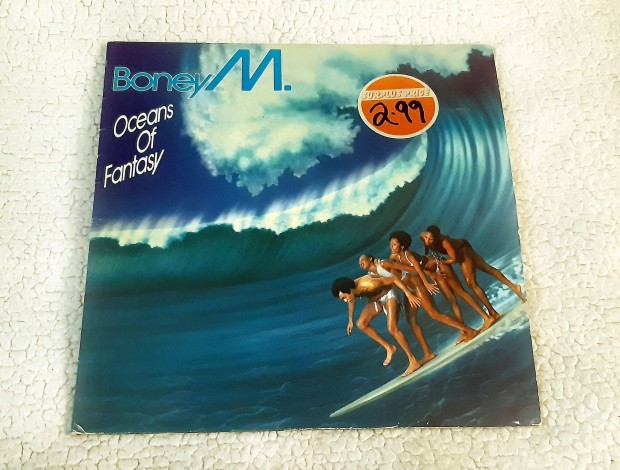 Boney M.
Oceans
Of
Fantasy
SURPLUS PRICE
2.99